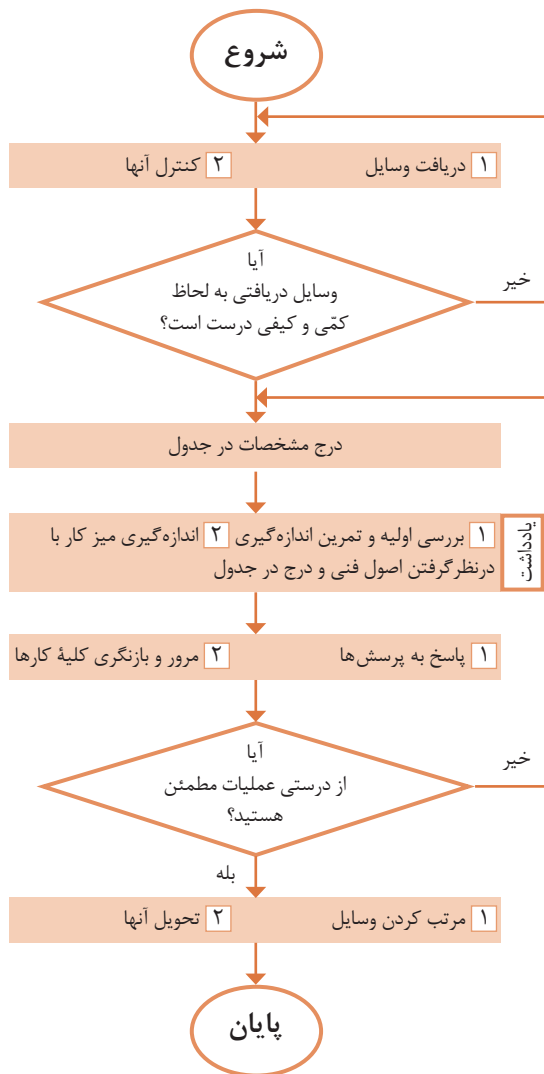 شروع
۱ دریافت وسایل ۲ کنترل آنها
آیا
وسایل دریافتی به لحاظ
کمّی و کیفی درست است؟
خیر
درج مشخصات در جدول
یادداشت
۱ بررسی اولیه و تمرین اندازه‌گیری ۲ اندازه‌گیری میز کار با
درنظرگرفتن اصول فنی و درج در جدول
۱ پاسخ به پرسش‌ها ۲ مرور و بازنگری کلیهٔ کارها
آیا
از درستی عملیات مطمئن
هستید؟
خیر
بله
۱ مرتب کردن وسایل ۲ تحویل آنها
پایان